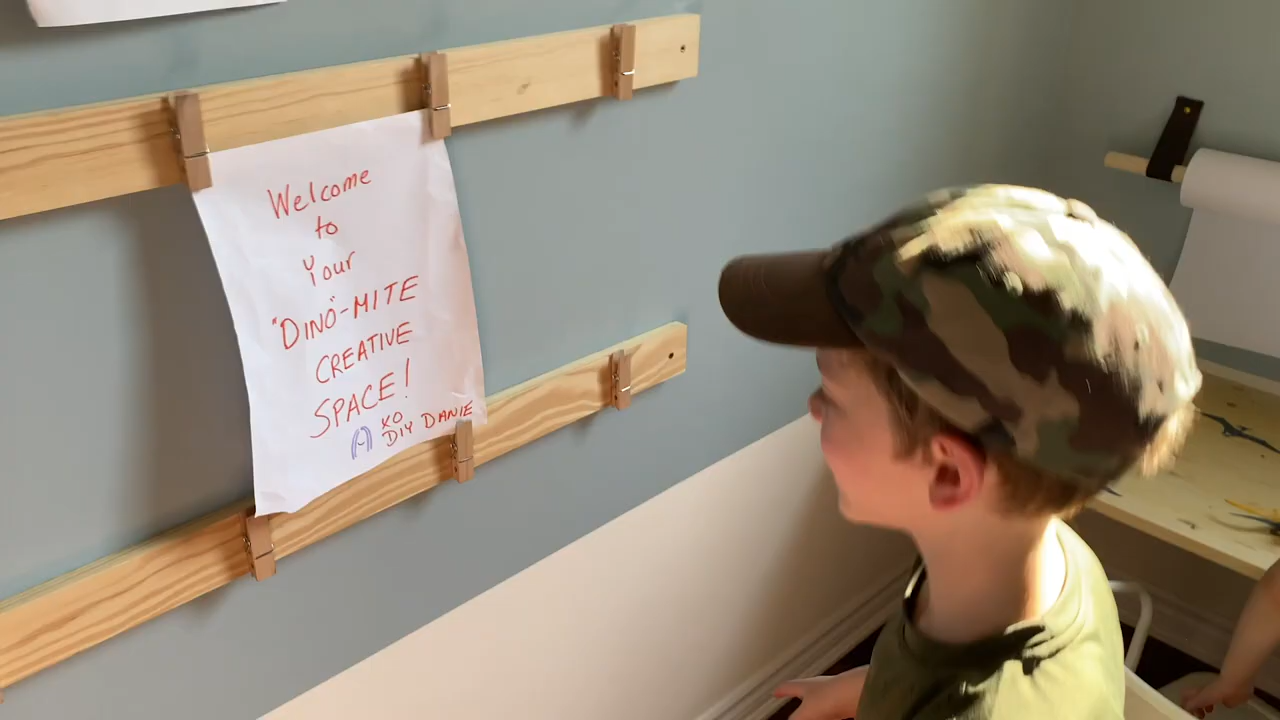 Welcome
to
Your
"DINO"-MITE
CREATIVE
SPACE!
XO
DIY DANIE